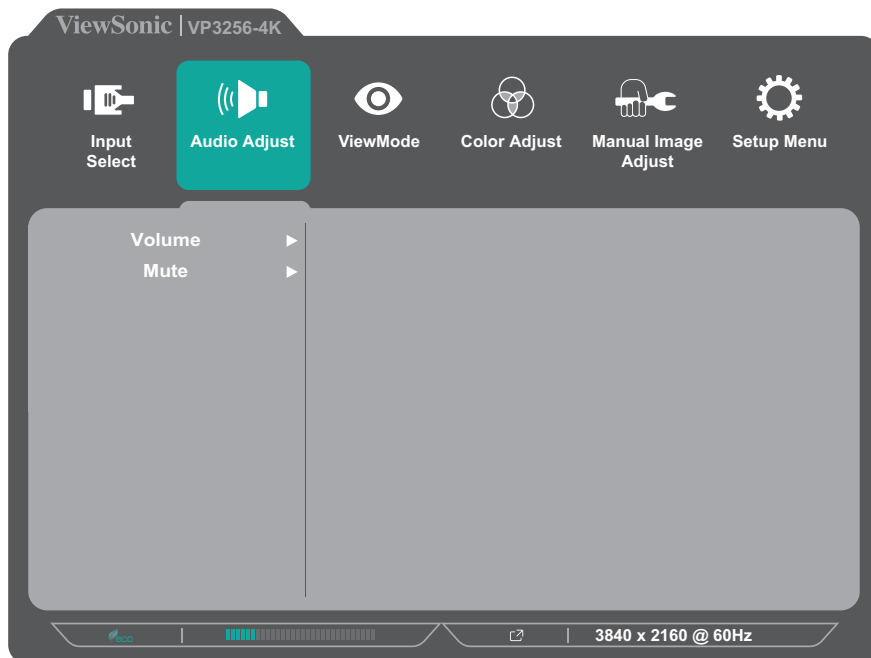 ViewSonic | VP3256-4K
Input
Select
Audio Adjust
ViewMode
Color Adjust
Manual Image
Adjust
Setup Menu
Volume
Mute
eco
3840 x 2160 @ 60Hz